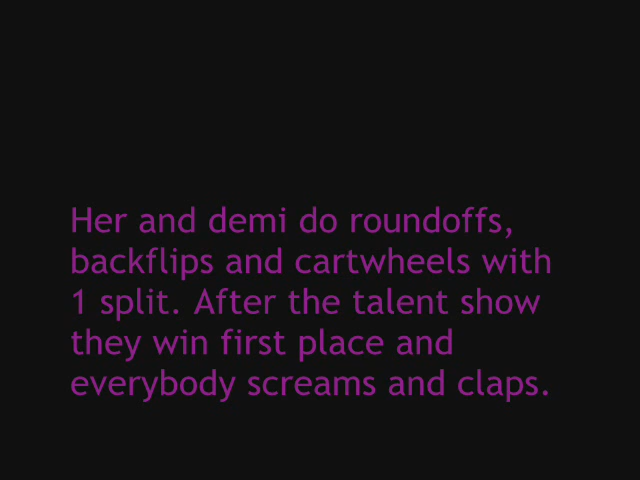 Her and demi do roundoffs,
backflips and cartwheels with
1 split. After the talent show
they win first place and
everybody screams and claps.